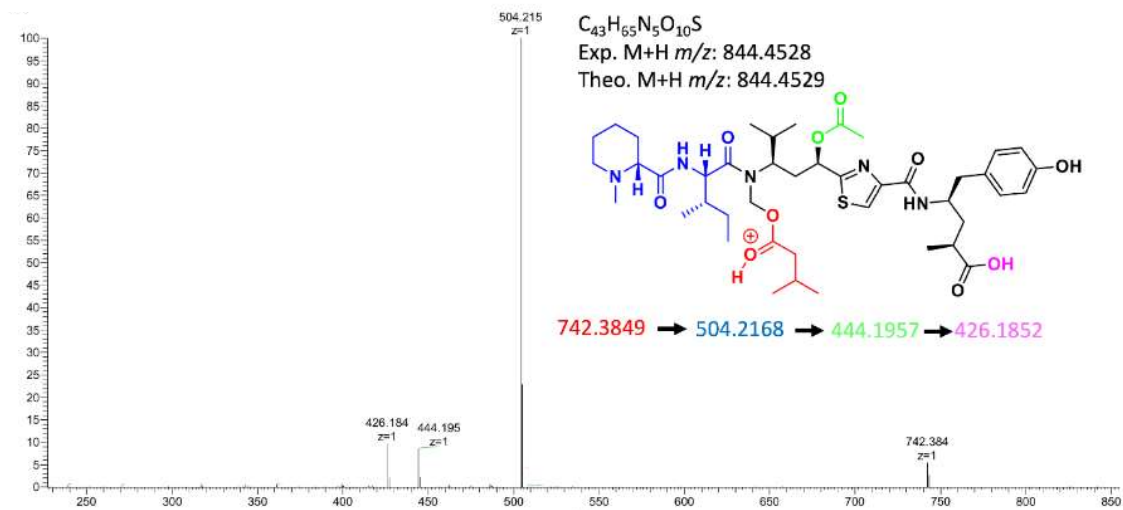 C43H65N5O10S
Exp. M+H m/z: 844.4528
Theo. M+H m/z: 844.4529
504.215
z=1
426.184
z=1
444.195
z=1
742.384
z=1
742.3849 → 504.2168 → 444.1957 → 426.1852
100
95
90
85
80
75
70
65
60
55
50
45
40
35
30
25
20
15
10
5
0
250 300 350 400 450 500 550 600 650 700 750 800 850
O
O
N
H
H
N
O
H
O
N
O
O
H
N
S
O
HN
OH
O
OH